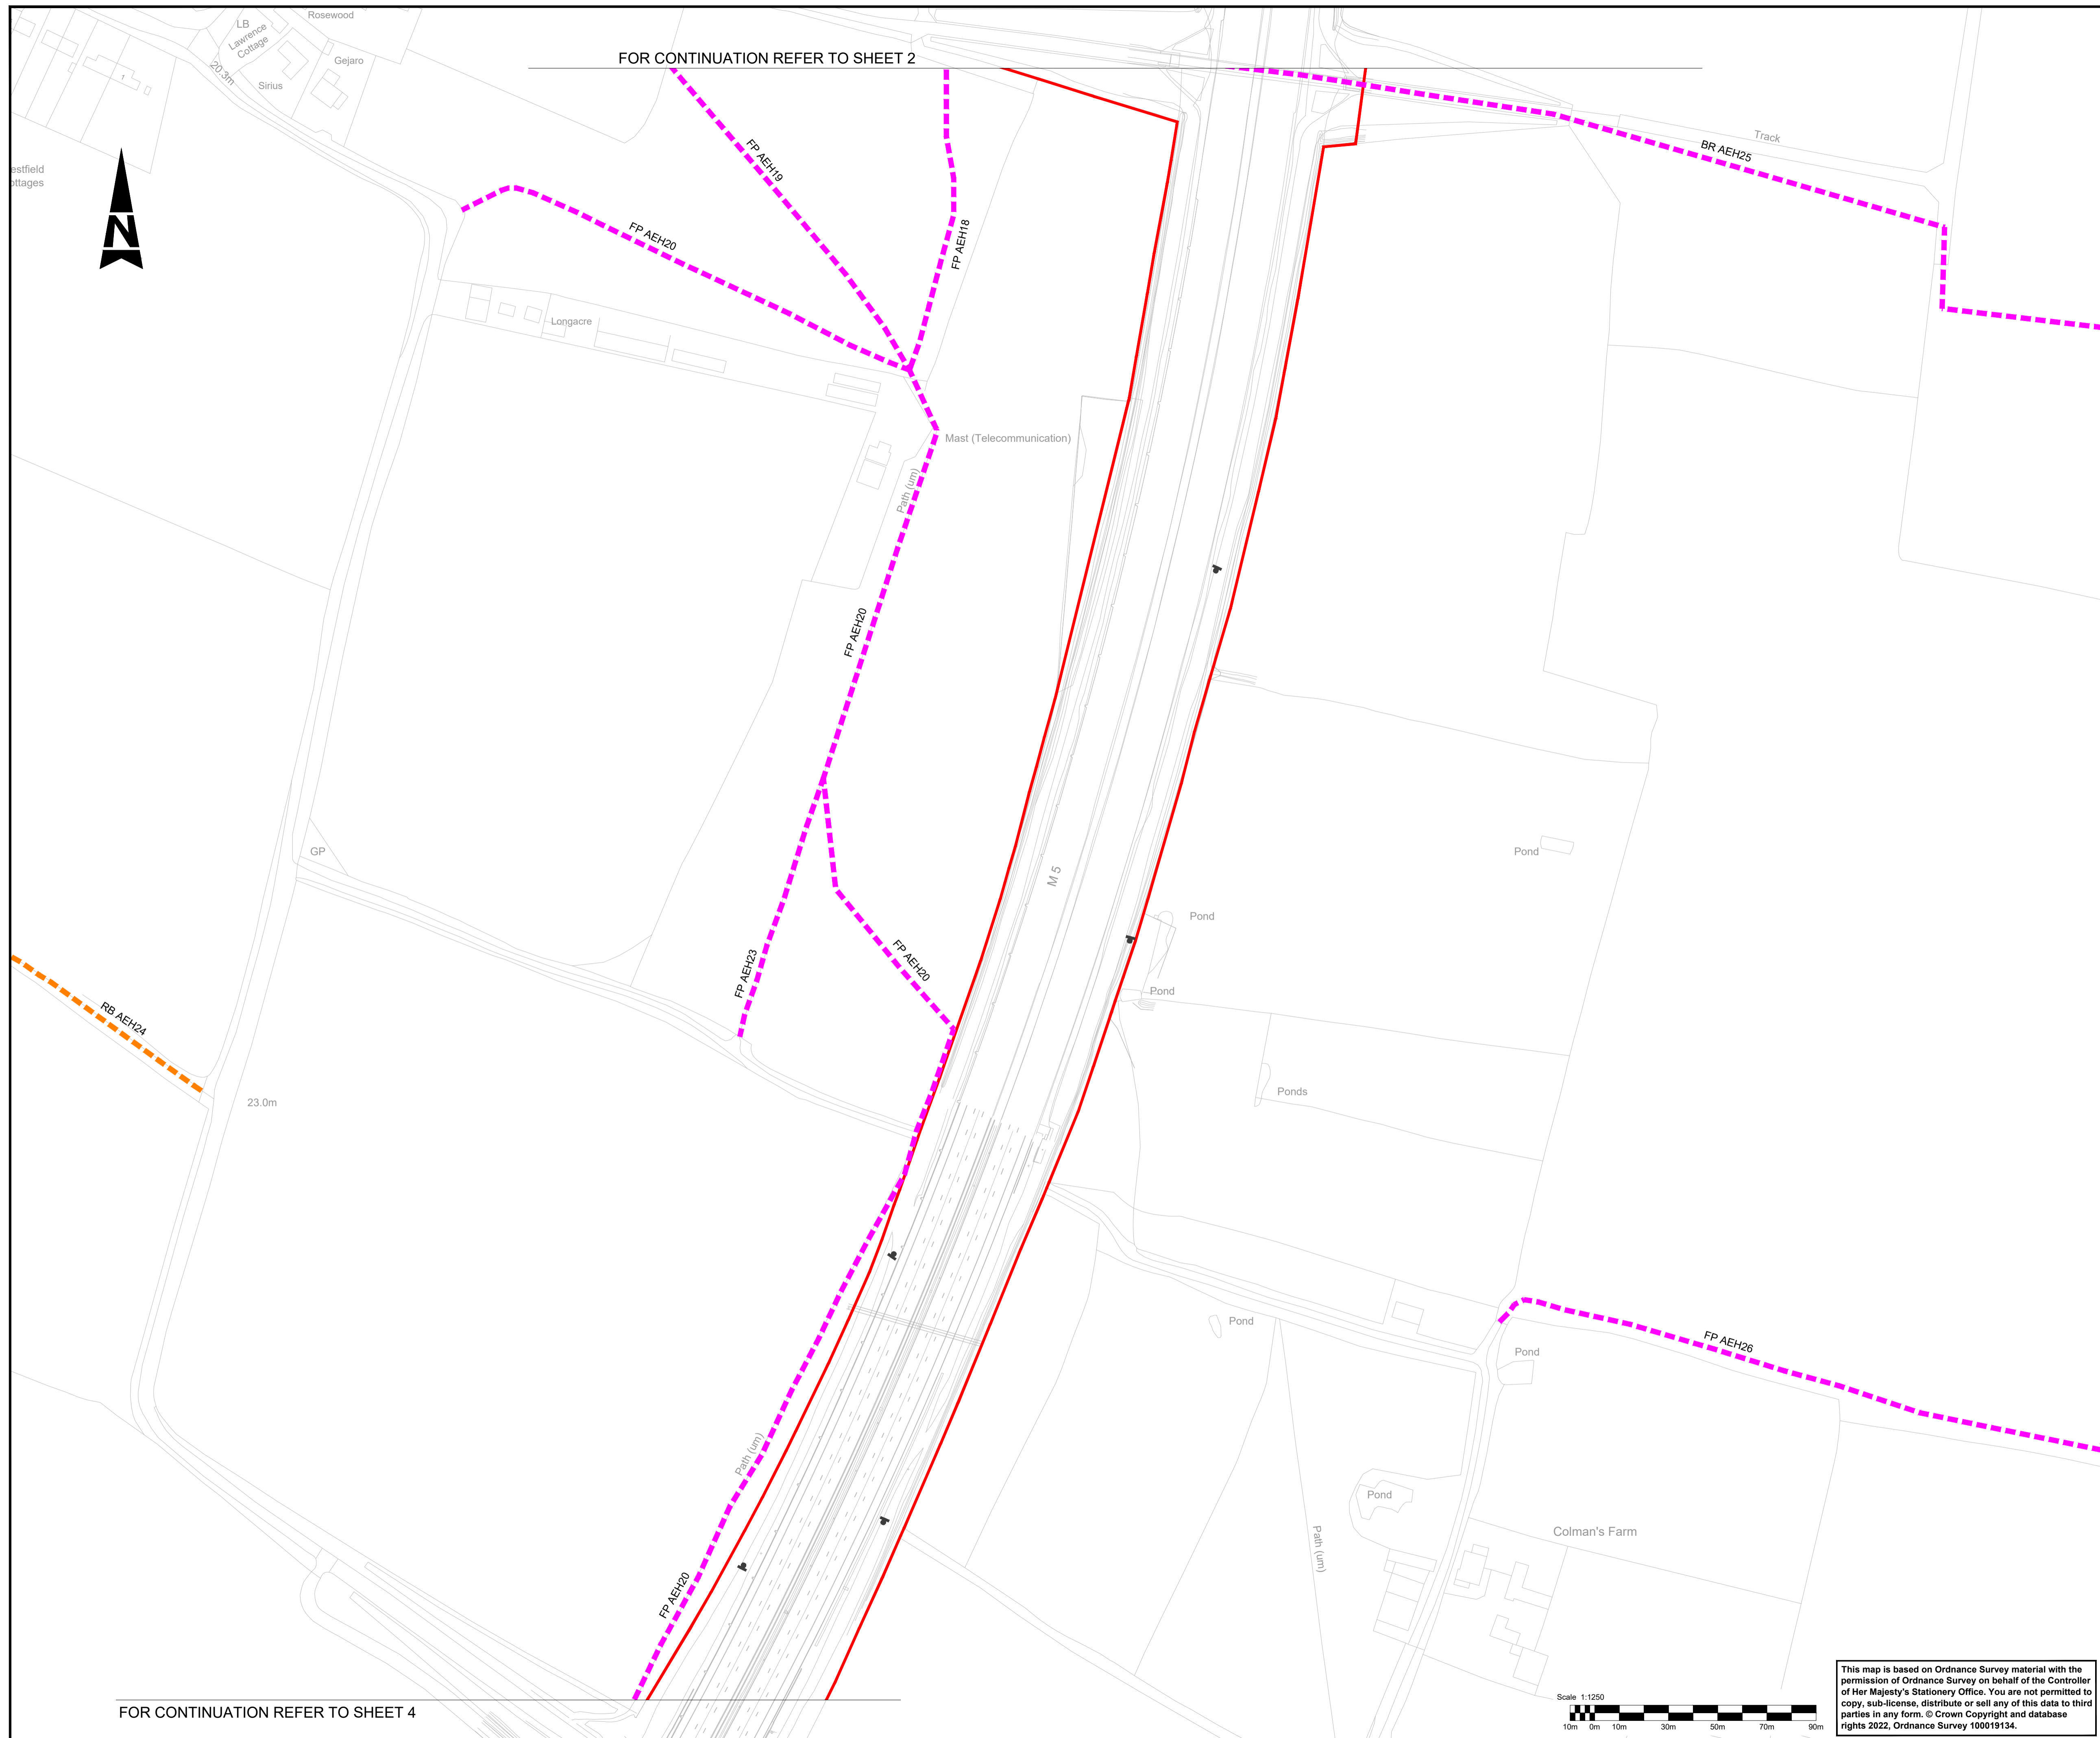 Rosewood
LB
Lawrence
Cottage
Gejaro
20.3m
Sirius
FOR CONTINUATION REFER TO SHEET 2
Track
BR AEH25
FP AEH19
estfield
ottages
N
FP AEH20
FP AEH18
Longacre
Mast (Telecommunication)
Path (um)
FP AEH20
GP
M 5
Pond
Pond
FP AEH20
FP AEH23
Pond
RB AEH24
23.0m
Ponds
Pond
FP AEH26
Pond
Path (um)
Pond
Colman's Farm
Path (um)
FP AEH20
FOR CONTINUATION REFER TO SHEET 4
Scale 1:1250
10m 0m 10m 30m 50m 70m 90m
This map is based on Ordnance Survey material with the
permission of Ordnance Survey on behalf of the Controller
of Her Majesty's Stationery Office. You are not permitted to
copy, sub-license, distribute or sell any of this data to third
parties in any form. © Crown Copyright and database
rights 2022, Ordnance Survey 100019134.